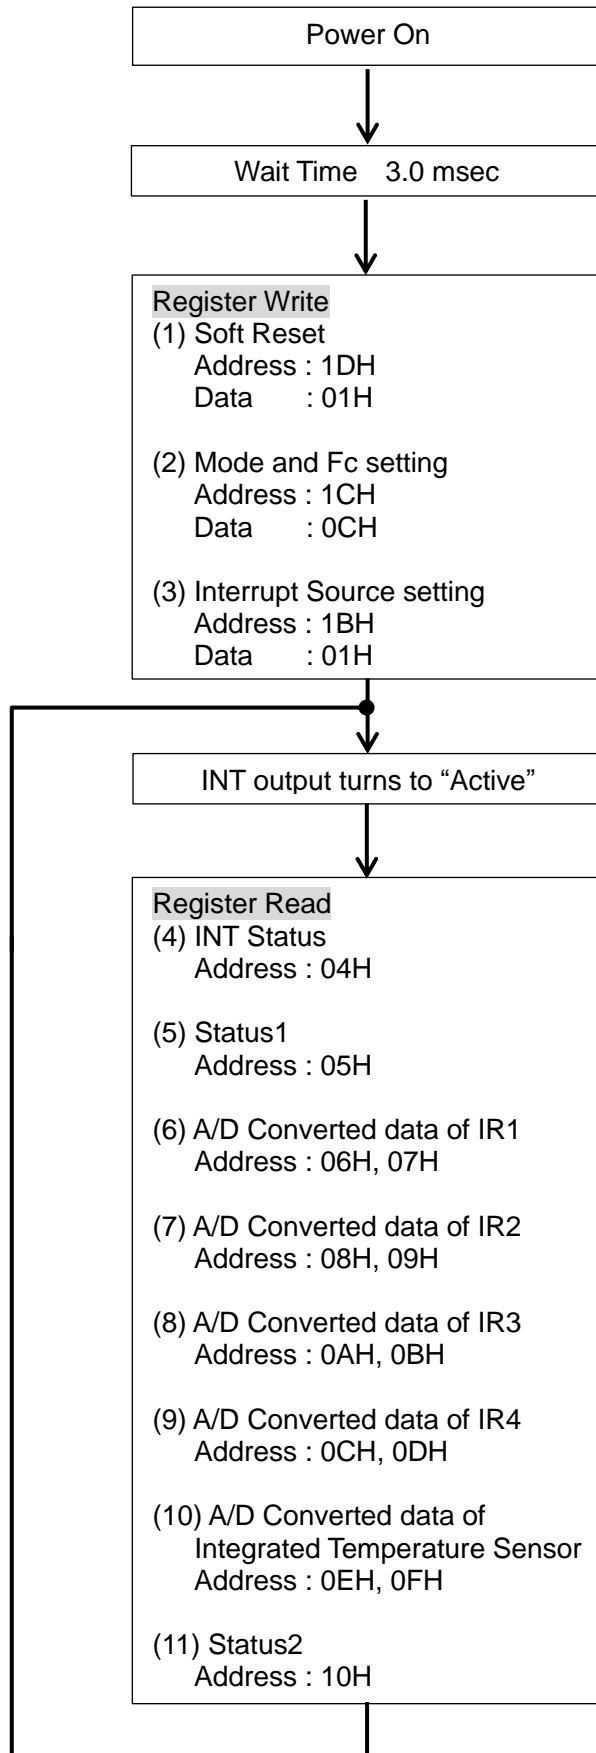 Power On
Wait Time 3.0 msec
Register Write
(1) Soft Reset
Address : 1DH
Data : 01H
(2) Mode and Fc setting
Address : 1CH
Data : 0CH
(3) Interrupt Source setting
Address : 1BH
Data : 01H
INT output turns to “Active”
Register Read
(4) INT Status
Address : 04H
(5) Status1
Address : 05H
(6) A/D Converted data of IR1
Address : 06H, 07H
(7) A/D Converted data of IR2
Address : 08H, 09H
(8) A/D Converted data of IR3
Address : 0AH, 0BH
(9) A/D Converted data of IR4
Address : 0CH, 0DH
(10) A/D Converted data of
Integrated Temperature Sensor
Address : 0EH, 0FH
(11) Status2
Address : 10H